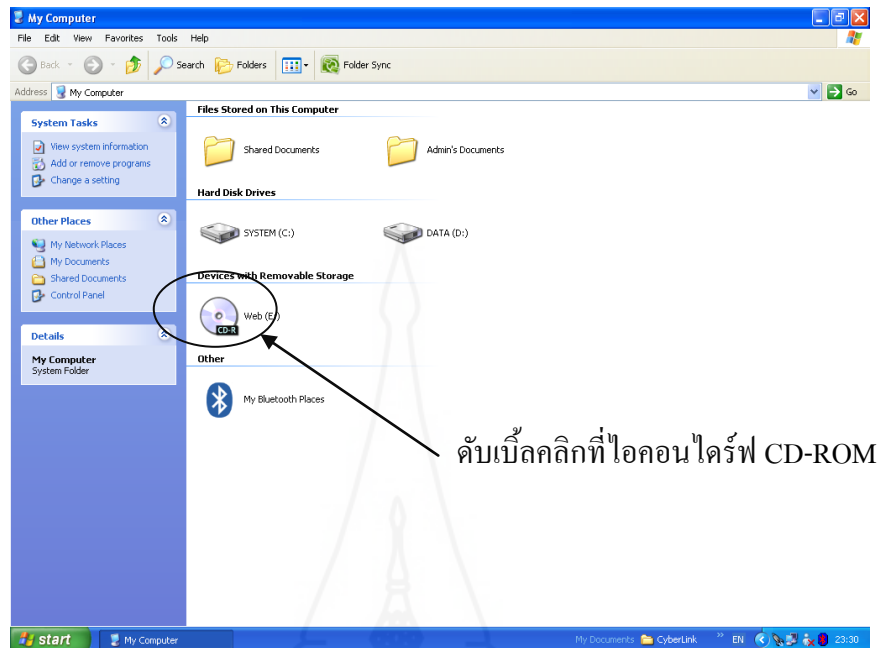 My Computer
File Edit View Favorites Tools Help
Back Search Folders Folder Sync
Address My Computer Go
System Tasks
View system information
Add or remove programs
Change a setting
Other Places
My Network Places
My Documents
Shared Documents
Control Panel
Details
My Computer
System Folder
Files Stored on This Computer
Shared Documents Admin's Documents
Hard Disk Drives
SYSTEM (C:) DATA (D:)
Devices with Removable Storage
CD-R Web (E:)
Other
My Bluetooth Places
ดับเบิ้ลคลิกที่ไอคอนไดร์ฟ CD-ROM
start My Computer My Documents CyberLink EN 23:30